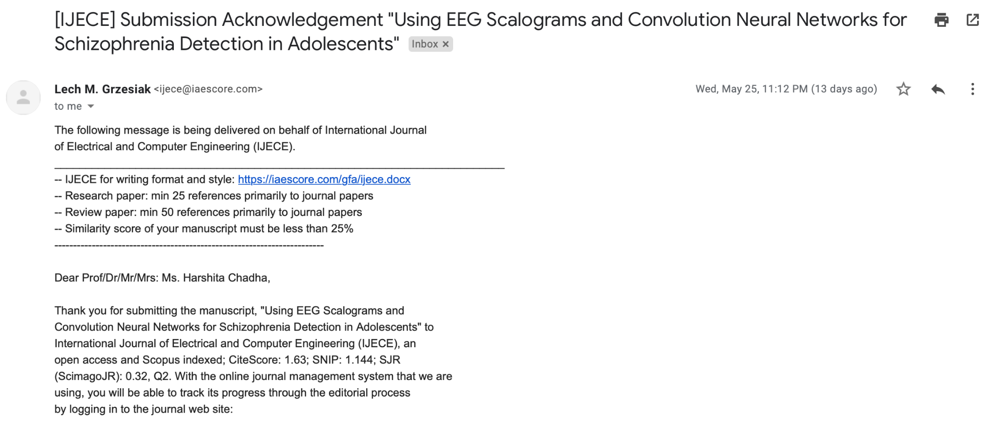 [IJECE] Submission Acknowledgement "Using EEG Scalograms and Convolution Neural Networks for
Schizophrenia Detection in Adolescents" Inbox ×
Lech M. Grzesiak <ijece@iaescore.com> Wed, May 25, 11:12 PM (13 days ago)
to me
The following message is being delivered on behalf of International Journal
of Electrical and Computer Engineering (IJECE).
________________________________________________________________________
-- IJECE for writing format and style: https://iaescore.com/gfa/ijece.docx
-- Research paper: min 25 references primarily to journal papers
-- Review paper: min 50 references primarily to journal papers
-- Similarity score of your manuscript must be less than 25%
------------------------------------------------------------------------
Dear Prof/Dr/Mr/Mrs: Ms. Harshita Chadha,
Thank you for submitting the manuscript, "Using EEG Scalograms and
Convolution Neural Networks for Schizophrenia Detection in Adolescents" to
International Journal of Electrical and Computer Engineering (IJECE), an
open access and Scopus indexed; CiteScore: 1.63; SNIP: 1.144; SJR
(ScimagoJR): 0.32, Q2. With the online journal management system that we are
using, you will be able to track its progress through the editorial process
by logging in to the journal web site: